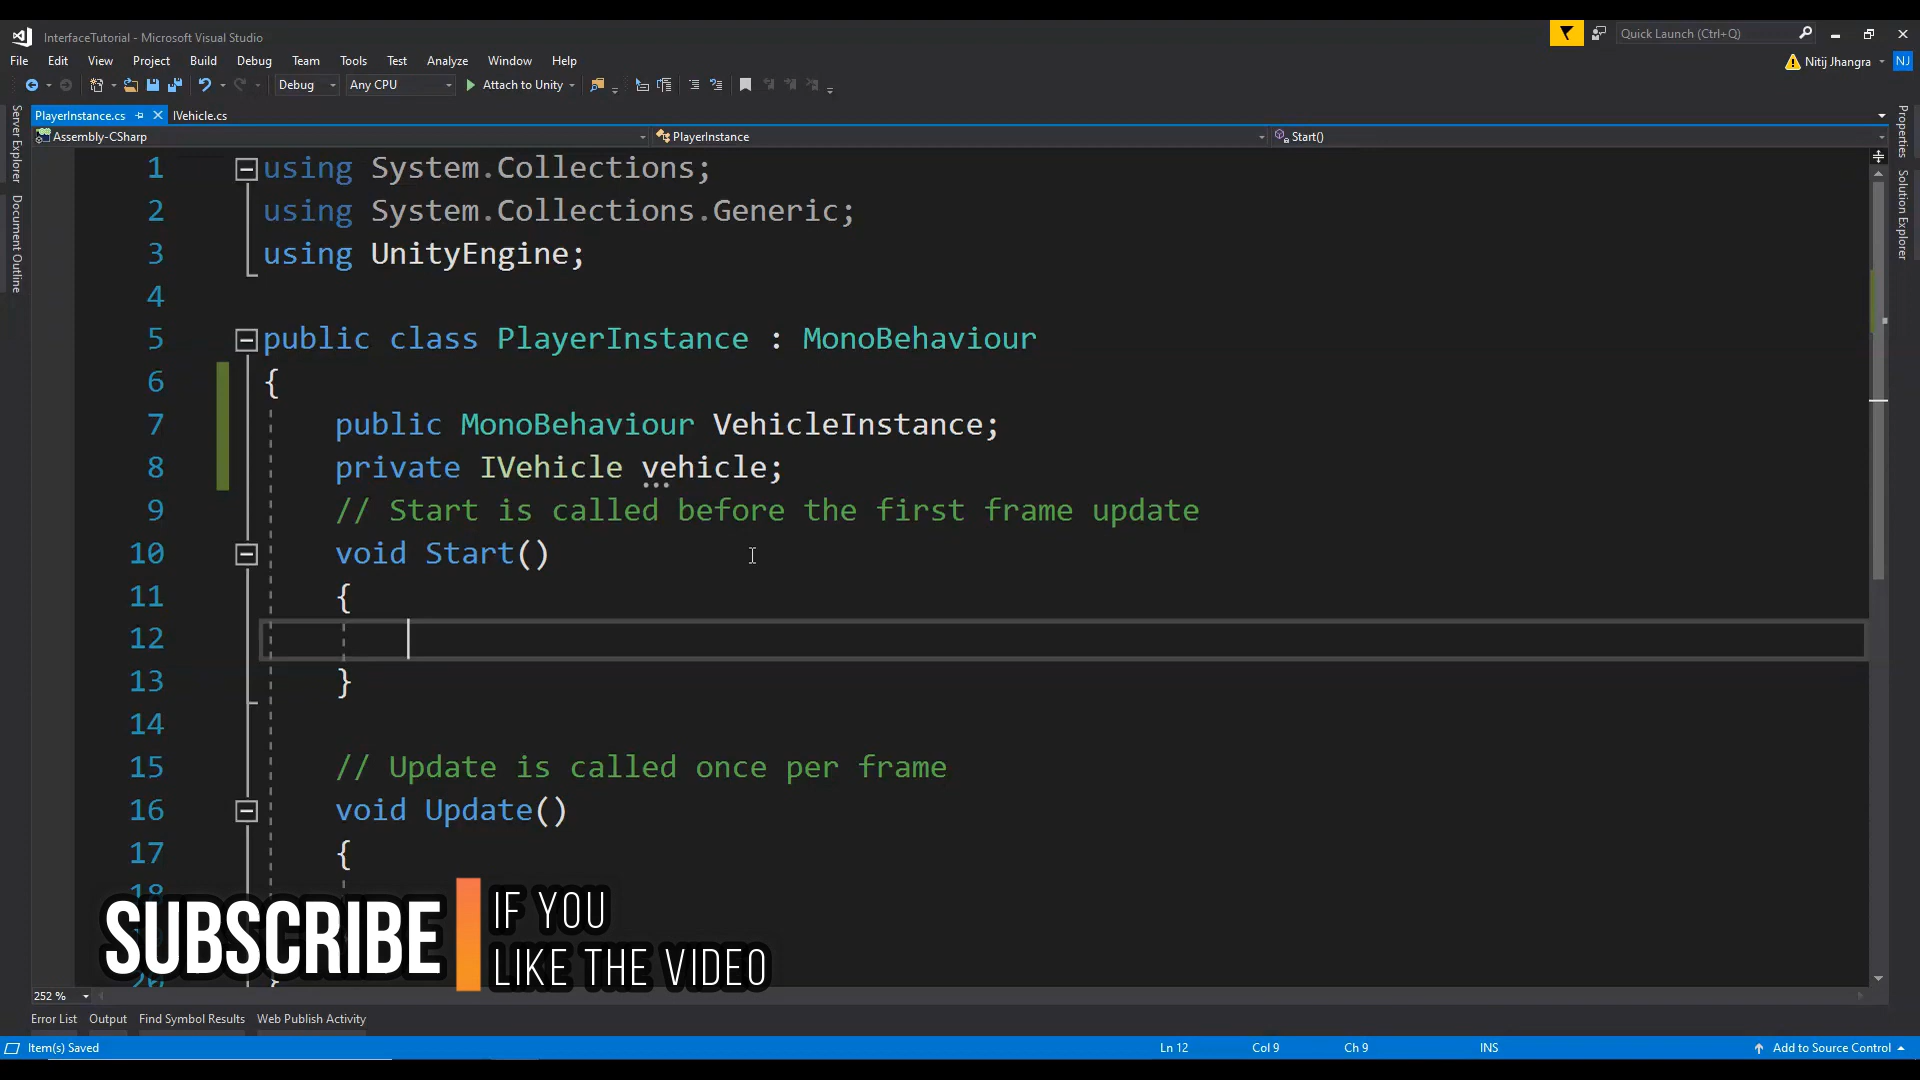 InterfaceTutorial - Microsoft Visual Studio
Quick Launch (Ctrl+Q)
File Edit View Project Build Debug Team Tools Test Analyze Window Help
Nitij Jhangra NJ
Debug Any CPU Attach to Unity
PlayerInstance.cs IVehicle.cs
Assembly-CSharp PlayerInstance Start()
Server Explorer
Document Outline
Properties
Solution Explorer
1 using System.Collections;
2 using System.Collections.Generic;
3 using UnityEngine;
4
5 public class PlayerInstance : MonoBehaviour
6 {
7 public MonoBehaviour VehicleInstance;
8 private IVehicle vehicle;
9 // Start is called before the first frame update
10 void Start()
11 {
12
13 }
14
15 // Update is called once per frame
16 void Update()
17 {
18
SUBSCRIBE IF YOU
LIKE THE VIDEO
20 }
252 %
Error List Output Find Symbol Results Web Publish Activity
Item(s) Saved Ln 12 Col 9 Ch 9 INS Add to Source Control